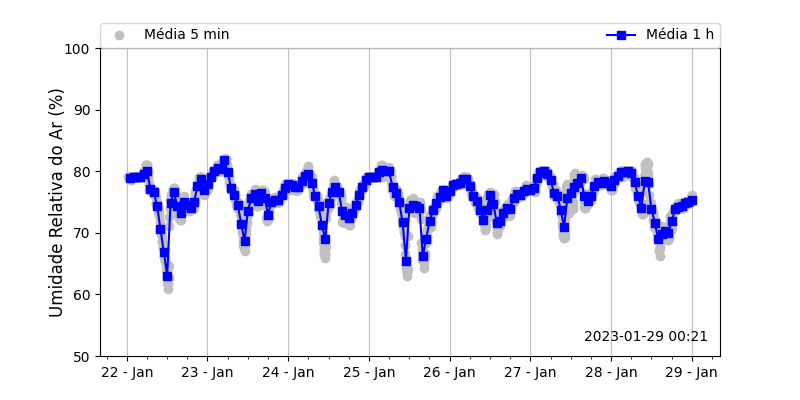 Média 5 min
Média 1 h
Umidade Relativa do Ar (%)
100
90
80
70
60
50
2023-01-29 00:21
22 - Jan
23 - Jan
24 - Jan
25 - Jan
26 - Jan
27 - Jan
28 - Jan
29 - Jan